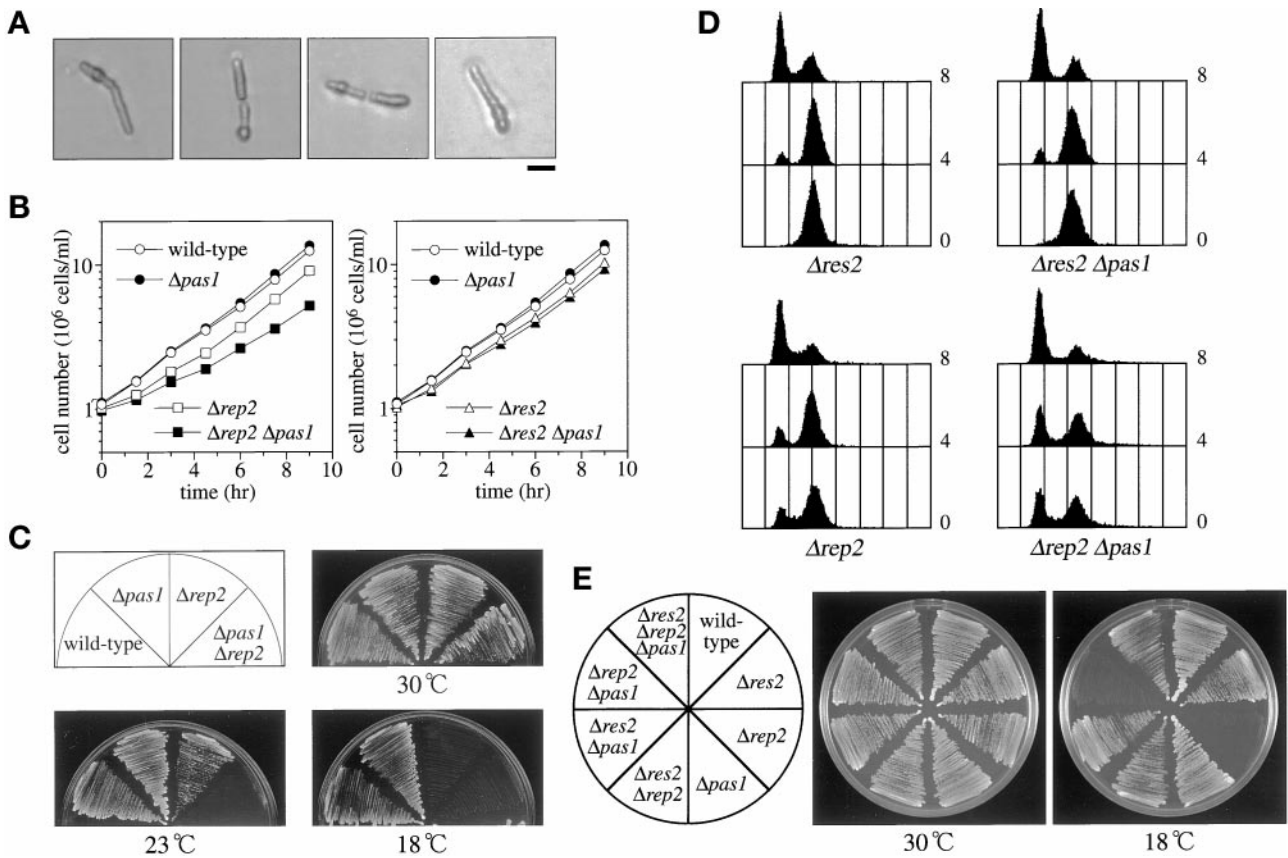 A
B
cell number (10⁶ cells/ml)
10
1
wild-type
Δpas1
Δrep2
Δrep2 Δpas1
0 2 4 6 8 10
time (hr)
cell number (10⁶ cells/ml)
10
1
wild-type
Δpas1
Δres2
Δres2 Δpas1
0 2 4 6 8 10
time (hr)
C
Δpas1 Δrep2
wild-type Δpas1
Δrep2
30℃
23℃
18℃
D
8
4
0
Δres2
8
4
0
Δres2 Δpas1
8
4
0
Δrep2
8
4
0
Δrep2 Δpas1
E
Δres2
Δrep2
Δpas1
wild-
type
Δres2
Δrep2
Δpas1
Δres2
Δrep2
Δres2
Δpas1
Δrep2
Δpas1
30℃
18℃